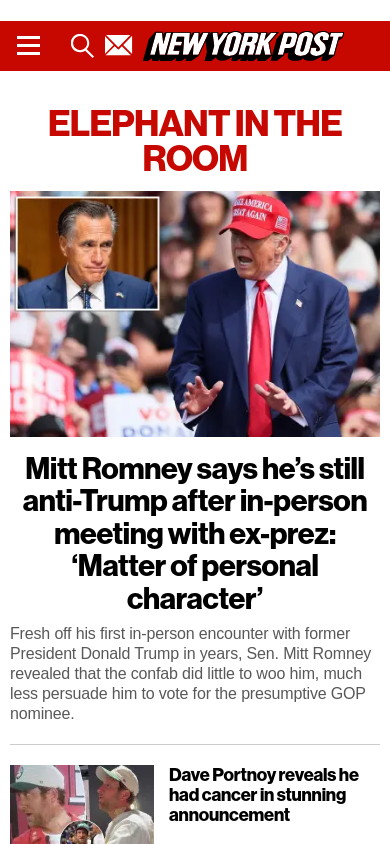 NEW YORK POST
ELEPHANT IN THE
ROOM
MAKE AMERICA
GREAT AGAIN
Mitt Romney says he’s still
anti-Trump after in-person
meeting with ex-prez:
‘Matter of personal
character’
Fresh off his first in-person encounter with former
President Donald Trump in years, Sen. Mitt Romney
revealed that the confab did little to woo him, much
less persuade him to vote for the presumptive GOP
nominee.
Dave Portnoy reveals he
had cancer in stunning
announcement